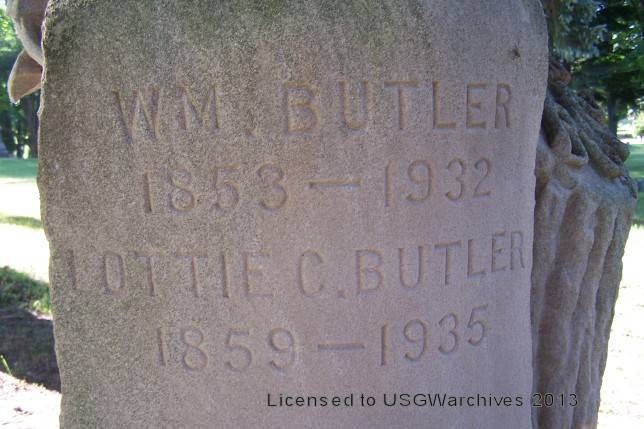 WM. BUTLER
1853 — 1932
LOTTIE C. BUTLER
1859 — 1935
Licensed to USGWarchives 2013